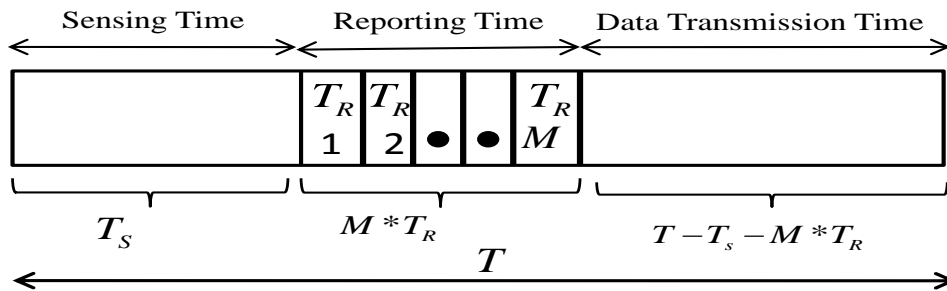 Sensing Time Reporting Time Data Transmission Time
T_R T_R T_R
1 2 ● ● M
T_S M * T_R T - T_s - M * T_R
T